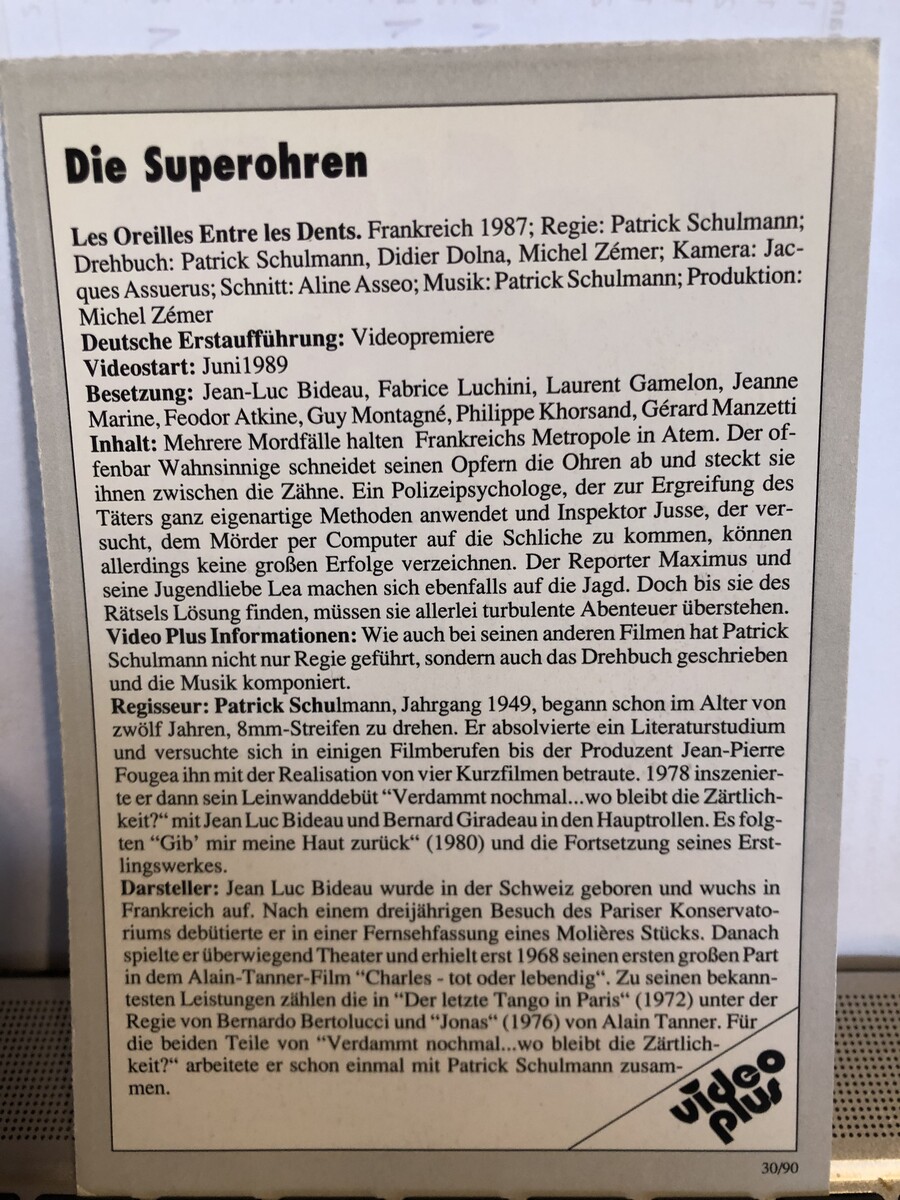 Die Superohren
Les Oreilles Entre les Dents. Frankreich 1987; Regie: Patrick Schulmann;
Drehbuch: Patrick Schulmann, Didier Dolna, Michel Zémer; Kamera: Jac-
ques Assuerus; Schnitt: Aline Asseo; Musik: Patrick Schulmann; Produktion:
Michel Zémer
Deutsche Erstaufführung: Videopremiere
Videostart: Juni1989
Besetzung: Jean-Luc Bideau, Fabrice Luchini, Laurent Gamelon, Jeanne
Marine, Feodor Atkine, Guy Montagné, Philippe Khorsand, Gérard Manzetti
Inhalt: Mehrere Mordfälle halten Frankreichs Metropole in Atem. Der of-
fenbar Wahnsinnige schneidet seinen Opfern die Ohren ab und steckt sie
ihnen zwischen die Zähne. Ein Polizeipsychologe, der zur Ergreifung des
Täters ganz eigenartige Methoden anwendet und Inspektor Jusse, der ver-
sucht, dem Mörder per Computer auf die Schliche zu kommen, können
allerdings keine großen Erfolge verzeichnen. Der Reporter Maximus und
seine Jugendliebe Lea machen sich ebenfalls auf die Jagd. Doch bis sie des
Rätsels Lösung finden, müssen sie allerlei turbulente Abenteuer überstehen.
Video Plus Informationen: Wie auch bei seinen anderen Filmen hat Patrick
Schulmann nicht nur Regie geführt, sondern auch das Drehbuch geschrieben
und die Musik komponiert.
Regisseur: Patrick Schulmann, Jahrgang 1949, begann schon im Alter von
zwölf Jahren, 8mm-Streifen zu drehen. Er absolvierte ein Literaturstudium
und versuchte sich in einigen Filmberufen bis der Produzent Jean-Pierre
Fougea ihn mit der Realisation von vier Kurzfilmen betraute. 1978 inszenier-
te er dann sein Leinwanddebüt “Verdammt nochmal...wo bleibt die Zärtlich-
keit?“ mit Jean Luc Bideau und Bernard Giradeau in den Hauptrollen. Es folg-
ten “Gib’ mir meine Haut zurück“ (1980) und die Fortsetzung seines Erst-
lingswerkes.
Darsteller: Jean Luc Bideau wurde in der Schweiz geboren und wuchs in
Frankreich auf. Nach einem dreijährigen Besuch des Pariser Konservato-
riums debütierte er in einer Fernsehfassung eines Molières Stücks. Danach
spielte er überwiegend Theater und erhielt erst 1968 seinen ersten großen Part
in dem Alain-Tanner-Film “Charles - tot oder lebendig“. Zu seinen bekann-
testen Leistungen zählen die in “Der letzte Tango in Paris“ (1972) unter der
Regie von Bernardo Bertolucci und “Jonas“ (1976) von Alain Tanner. Für
die beiden Teile von “Verdammt nochmal...wo bleibt die Zärtlich-
keit?“ arbeitete er schon einmal mit Patrick Schulmann zusam-
men.
video
plus
30/90